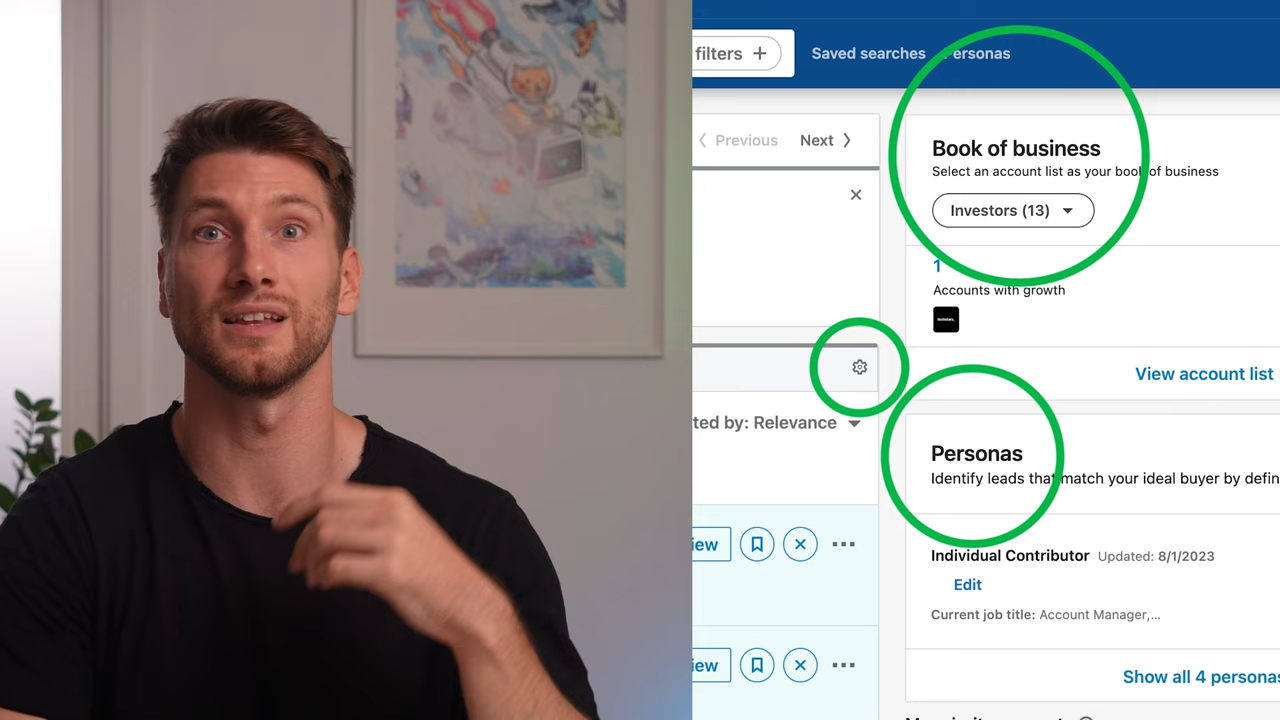 filters +
Saved searches
ersonas
Previous
Next
Book of business
Select an account list as your book of business
Investors (13)
1
Accounts with growth
View account list
ted by: Relevance
Personas
Identify leads that match your ideal buyer by defin
iew
Individual Contributor Updated: 8/1/2023
Edit
Current job title: Account Manager,...
iew
Show all 4 personas